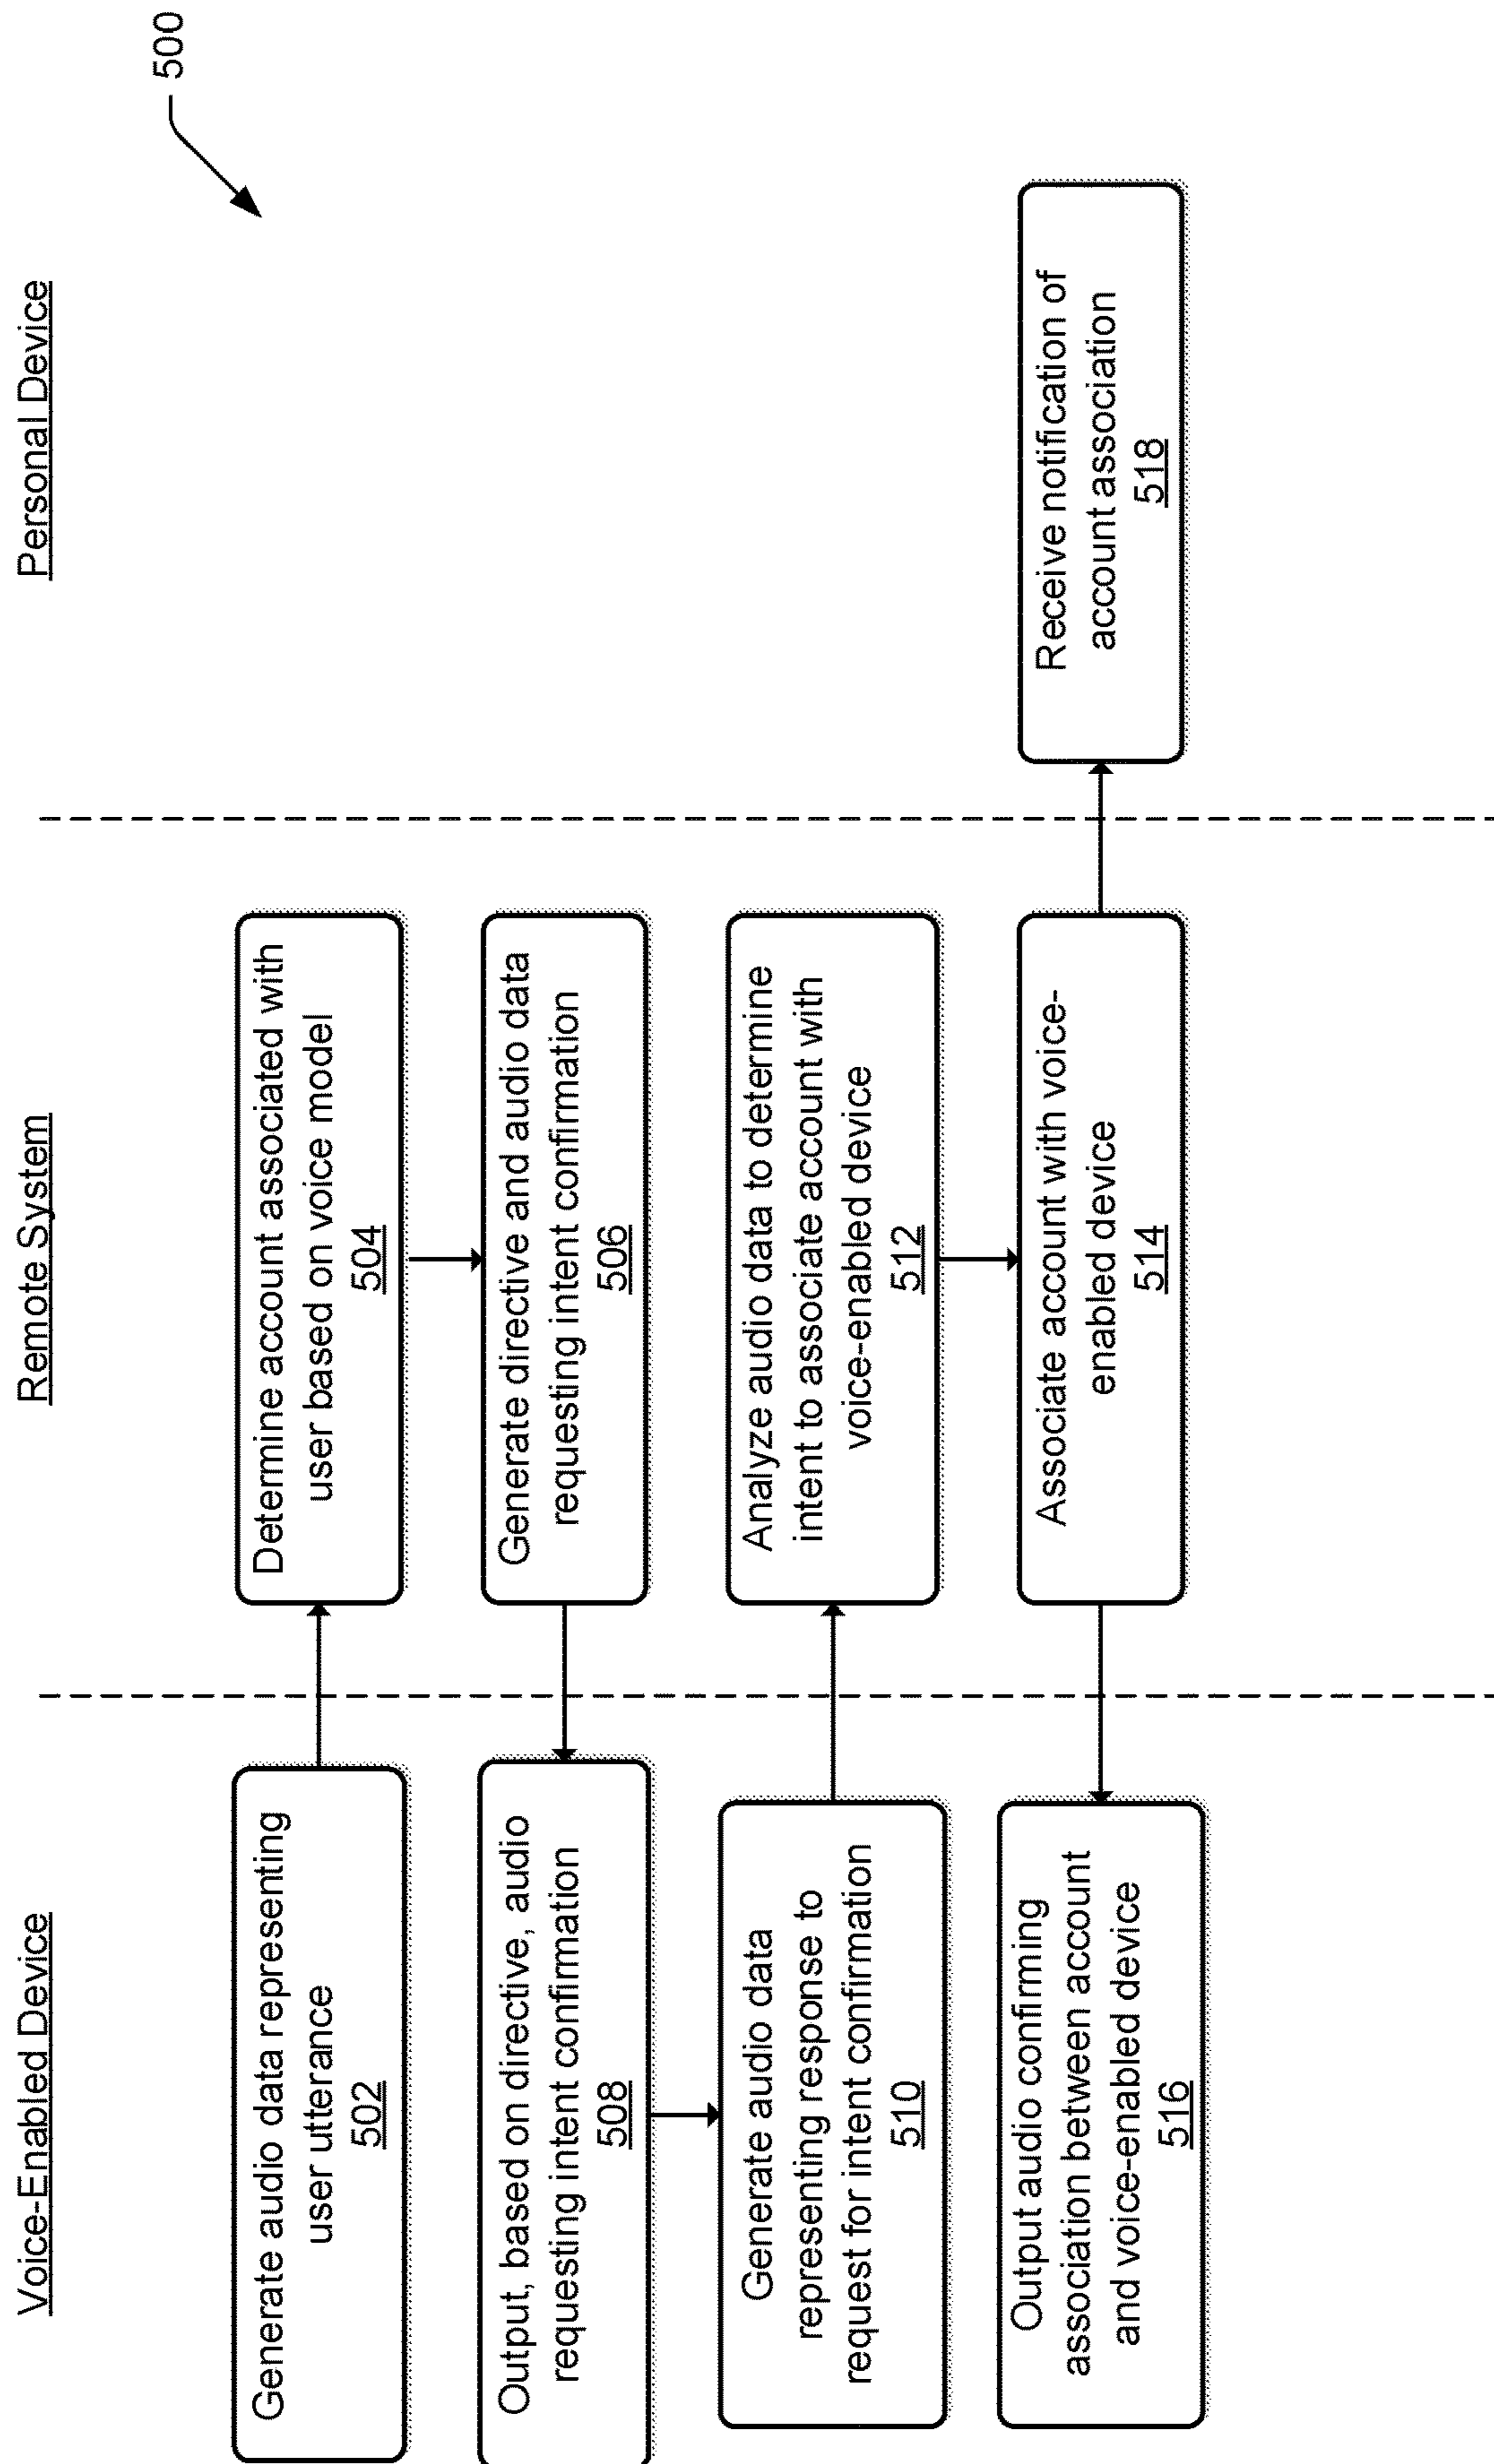 500
Voice-Enabled Device
Remote System
Personal Device
Generate audio data representing
user utterance
502
Determine account associated with
user based on voice model
504
Generate directive and audio data
requesting intent confirmation
506
Output, based on directive, audio
requesting intent confirmation
508
Generate audio data
representing response to
request for intent confirmation
510
Analyze audio data to determine
intent to associate account with
voice-enabled device
512
Associate account with voice-
enabled device
514
Output audio confirming
association between account
and voice-enabled device
516
Receive notification of
account association
518